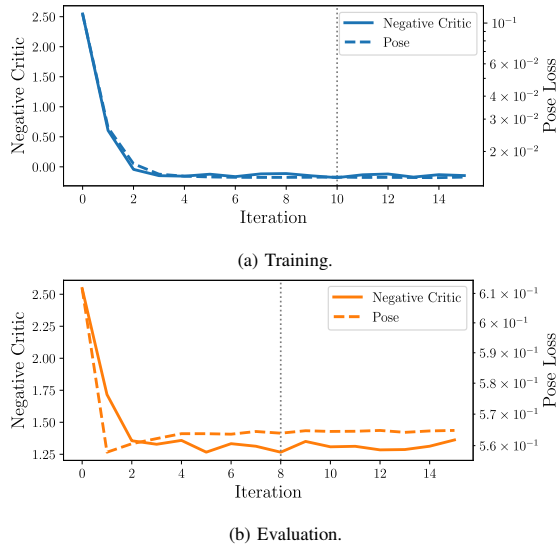 2.50
2.00
1.50
1.00
0.50
0.00
Negative Critic
10⁻¹
6 × 10⁻²
4 × 10⁻²
3 × 10⁻²
2 × 10⁻²
Pose Loss
Negative Critic
Pose
0 2 4 6 8 10 12 14
Iteration
(a) Training.
2.50
2.25
2.00
1.75
1.50
1.25
Negative Critic
6.1 × 10⁻¹
6 × 10⁻¹
5.9 × 10⁻¹
5.8 × 10⁻¹
5.7 × 10⁻¹
5.6 × 10⁻¹
Pose Loss
Negative Critic
Pose
0 2 4 6 8 10 12 14
Iteration
(b) Evaluation.